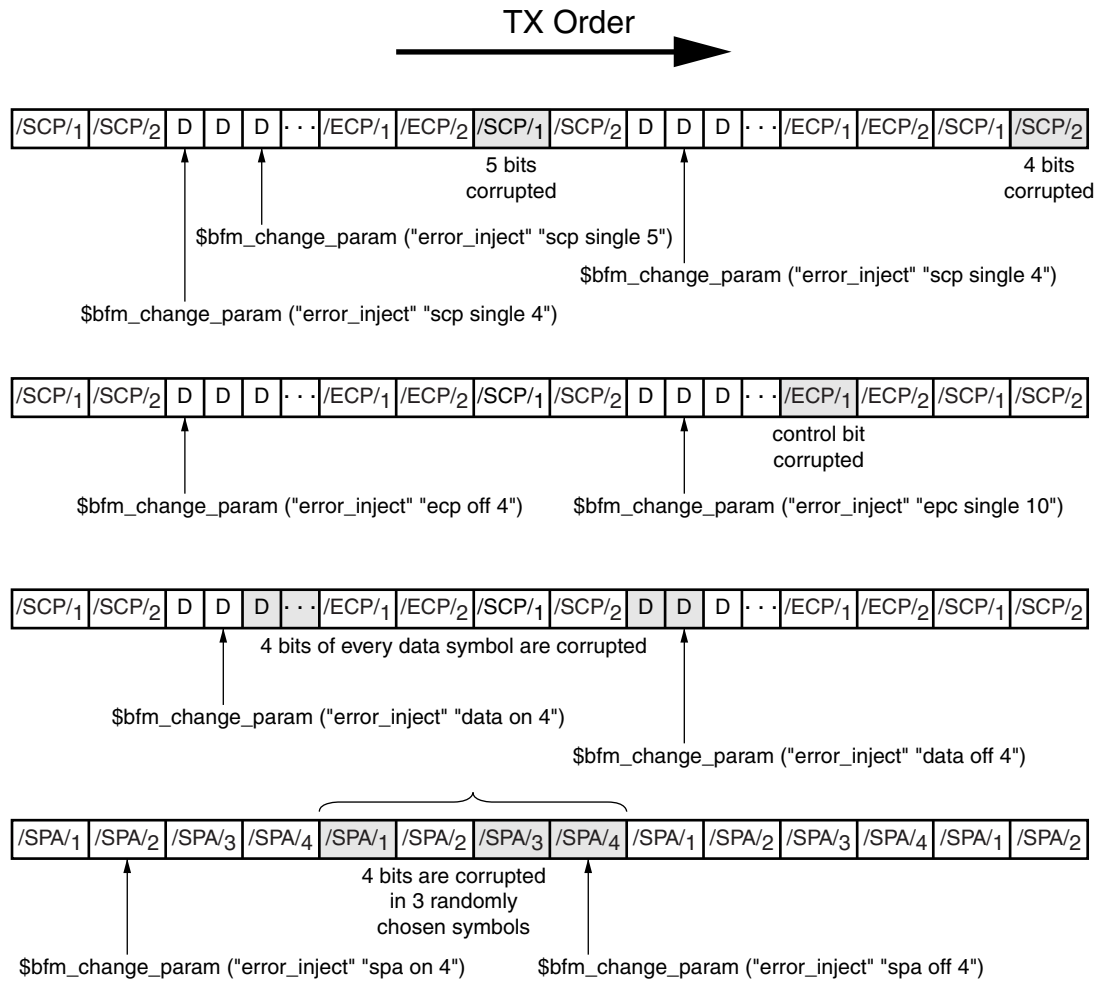 TX Order
/SCP/1 /SCP/2 D D D ... /ECP/1 /ECP/2 /SCP/1 /SCP/2 D D D ... /ECP/1 /ECP/2 /SCP/1 /SCP/2
5 bits
corrupted
4 bits
corrupted
$bfm_change_param ("error_inject" "scp single 5")
$bfm_change_param ("error_inject" "scp single 4")
$bfm_change_param ("error_inject" "scp single 4")
/SCP/1 /SCP/2 D D D ... /ECP/1 /ECP/2 /SCP/1 /SCP/2 D D D ... /ECP/1 /ECP/2 /SCP/1 /SCP/2
control bit
corrupted
$bfm_change_param ("error_inject" "ecp off 4")
$bfm_change_param ("error_inject" "epc single 10")
/SCP/1 /SCP/2 D D D ... /ECP/1 /ECP/2 /SCP/1 /SCP/2 D D D ... /ECP/1 /ECP/2 /SCP/1 /SCP/2
4 bits of every data symbol are corrupted
$bfm_change_param ("error_inject" "data on 4")
$bfm_change_param ("error_inject" "data off 4")
/SPA/1 /SPA/2 /SPA/3 /SPA/4 /SPA/1 /SPA/2 /SPA/3 /SPA/4 /SPA/1 /SPA/2 /SPA/3 /SPA/4 /SPA/1 /SPA/2
4 bits are corrupted
in 3 randomly
chosen symbols
$bfm_change_param ("error_inject" "spa on 4")
$bfm_change_param ("error_inject" "spa off 4")